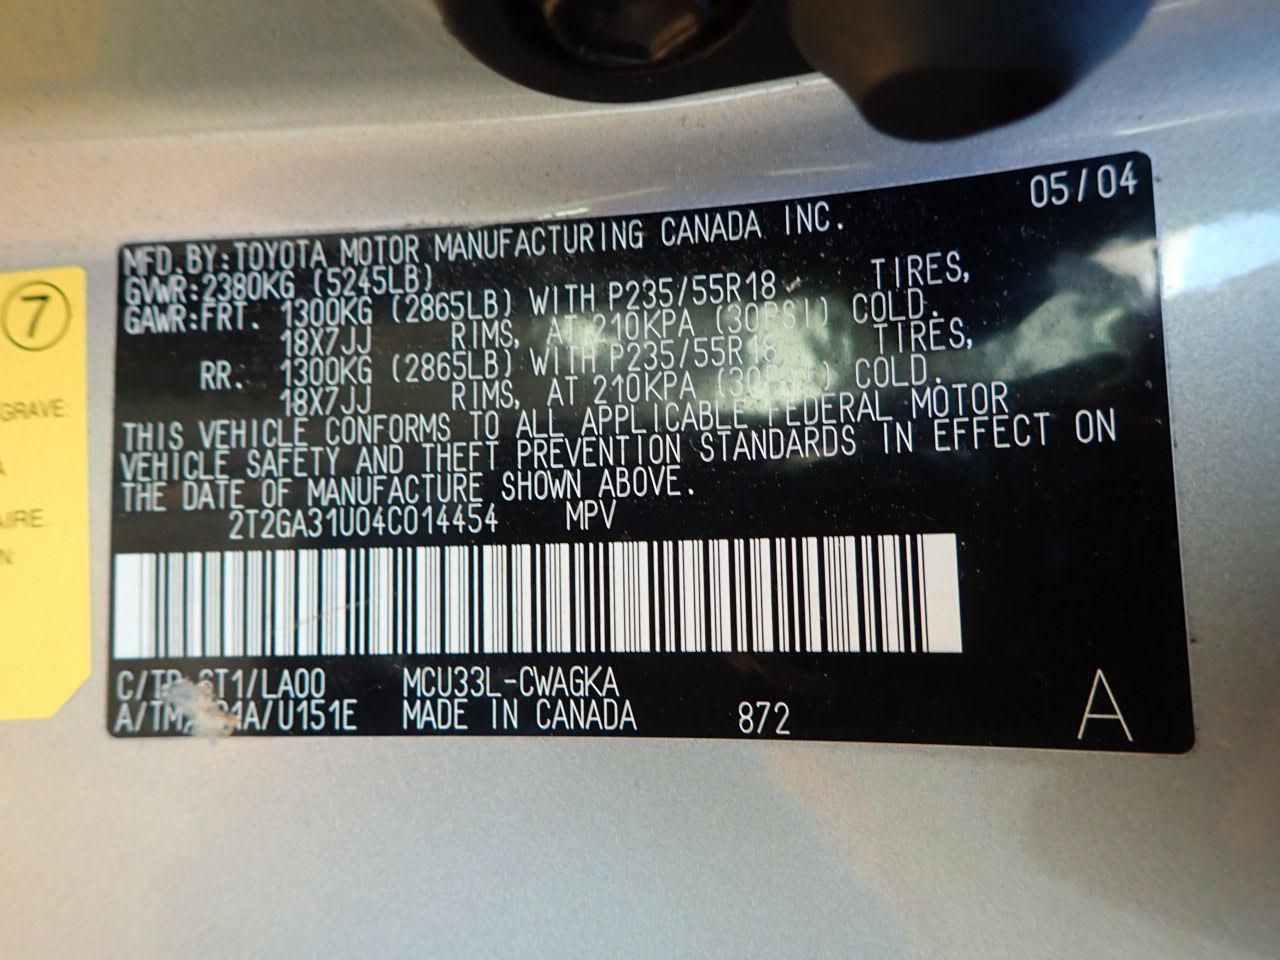 05/04
MFD.BY:TOYOTA MOTOR MANUFACTURING CANADA INC.
GVWR:2380KG (5245LB)
GAWR:FRT. 1300KG (2865LB) WITH P235/55R18 TIRES,
18X7JJ RIMS, AT 210KPA (30PSI) COLD.
RR. 1300KG (2865LB) WITH P235/55R18 TIRES,
18X7JJ RIMS, AT 210KPA COLD.
THIS VEHICLE CONFORMS TO ALL APPLICABLE FEDERAL MOTOR
VEHICLE SAFETY AND THEFT PREVENTION STANDARDS IN EFFECT ON
THE DATE OF MANUFACTURE SHOWN ABOVE.
2T2GA31U04C014454 MPV
MCU33L-CWAGKA
MADE IN CANADA 872
A
7
GRAVE
AIRE.